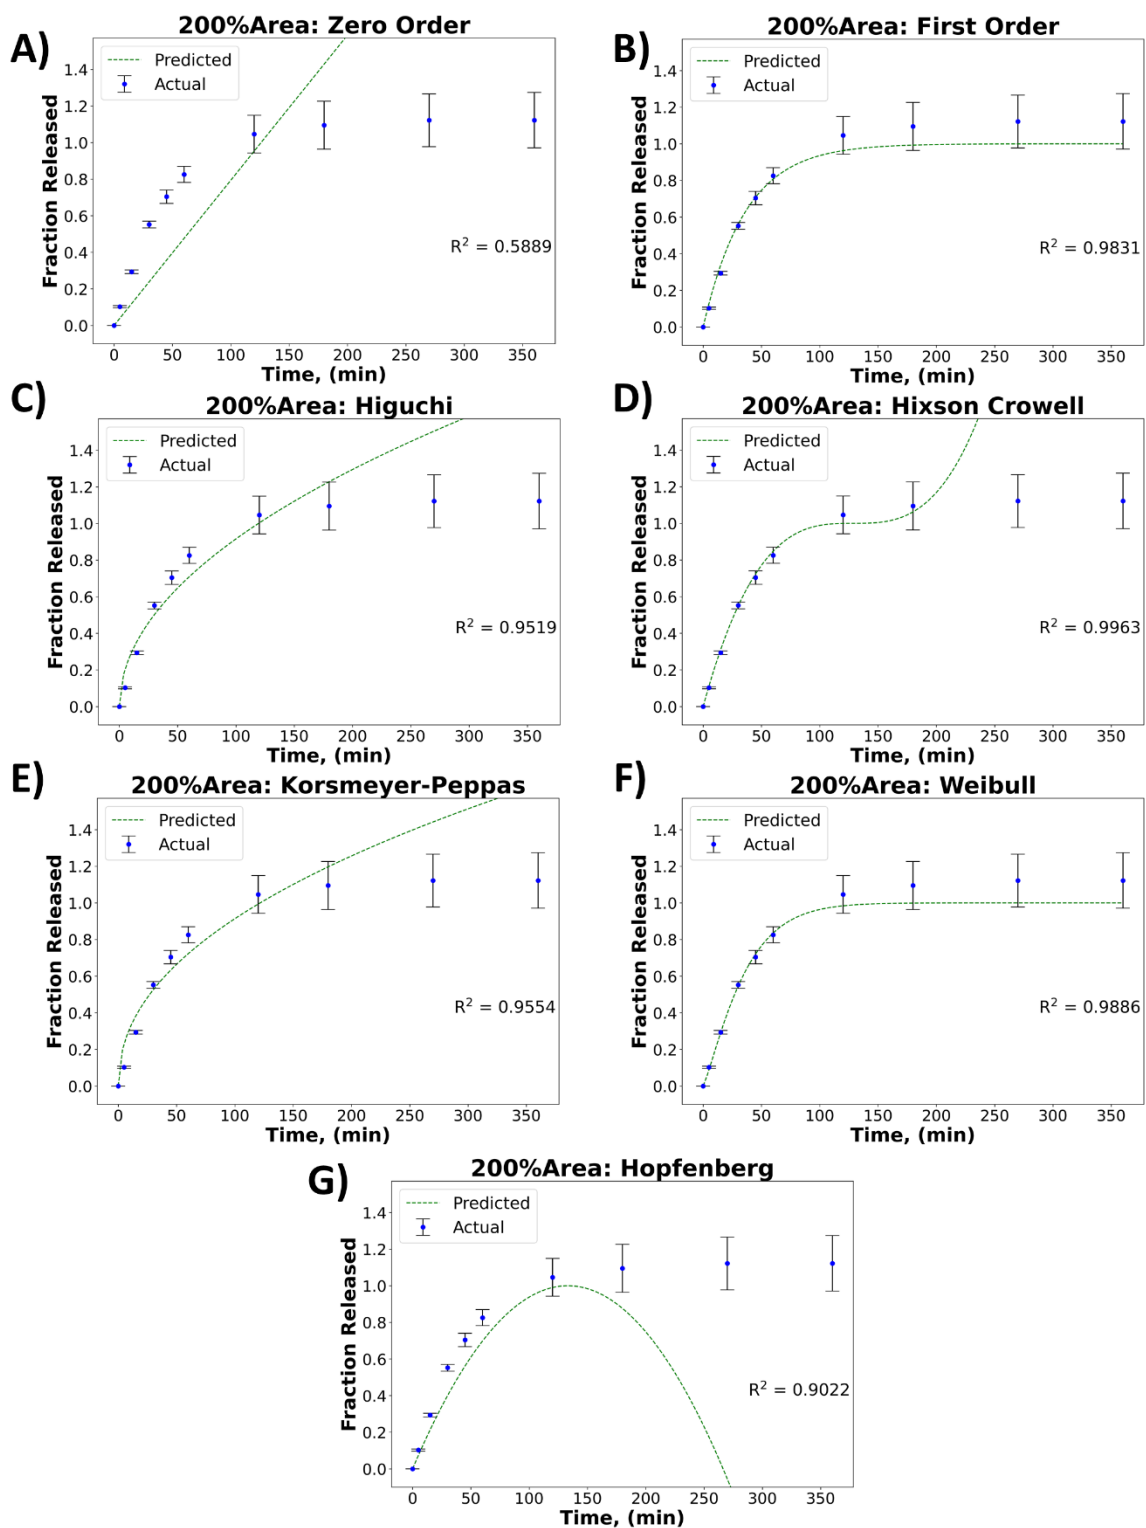 A)
200%Area: Zero Order
Predicted
Actual
Fraction Released
1.4
1.2
1.0
0.8
0.6
0.4
0.2
0.0
R² = 0.5889
0 50 100 150 200 250 300 350
Time, (min)
B)
200%Area: First Order
Predicted
Actual
Fraction Released
1.4
1.2
1.0
0.8
0.6
0.4
0.2
0.0
R² = 0.9831
0 50 100 150 200 250 300 350
Time, (min)
C)
200%Area: Higuchi
Predicted
Actual
Fraction Released
1.4
1.2
1.0
0.8
0.6
0.4
0.2
0.0
R² = 0.9519
0 50 100 150 200 250 300 350
Time, (min)
D)
200%Area: Hixson Crowell
Predicted
Actual
Fraction Released
1.4
1.2
1.0
0.8
0.6
0.4
0.2
0.0
R² = 0.9963
0 50 100 150 200 250 300 350
Time, (min)
E)
200%Area: Korsmeyer-Peppas
Predicted
Actual
Fraction Released
1.4
1.2
1.0
0.8
0.6
0.4
0.2
0.0
R² = 0.9554
0 50 100 150 200 250 300 350
Time, (min)
F)
200%Area: Weibull
Predicted
Actual
Fraction Released
1.4
1.2
1.0
0.8
0.6
0.4
0.2
0.0
R² = 0.9886
0 50 100 150 200 250 300 350
Time, (min)
G)
200%Area: Hopfenberg
Predicted
Actual
Fraction Released
1.4
1.2
1.0
0.8
0.6
0.4
0.2
0.0
R² = 0.9022
0 50 100 150 200 250 300 350
Time, (min)